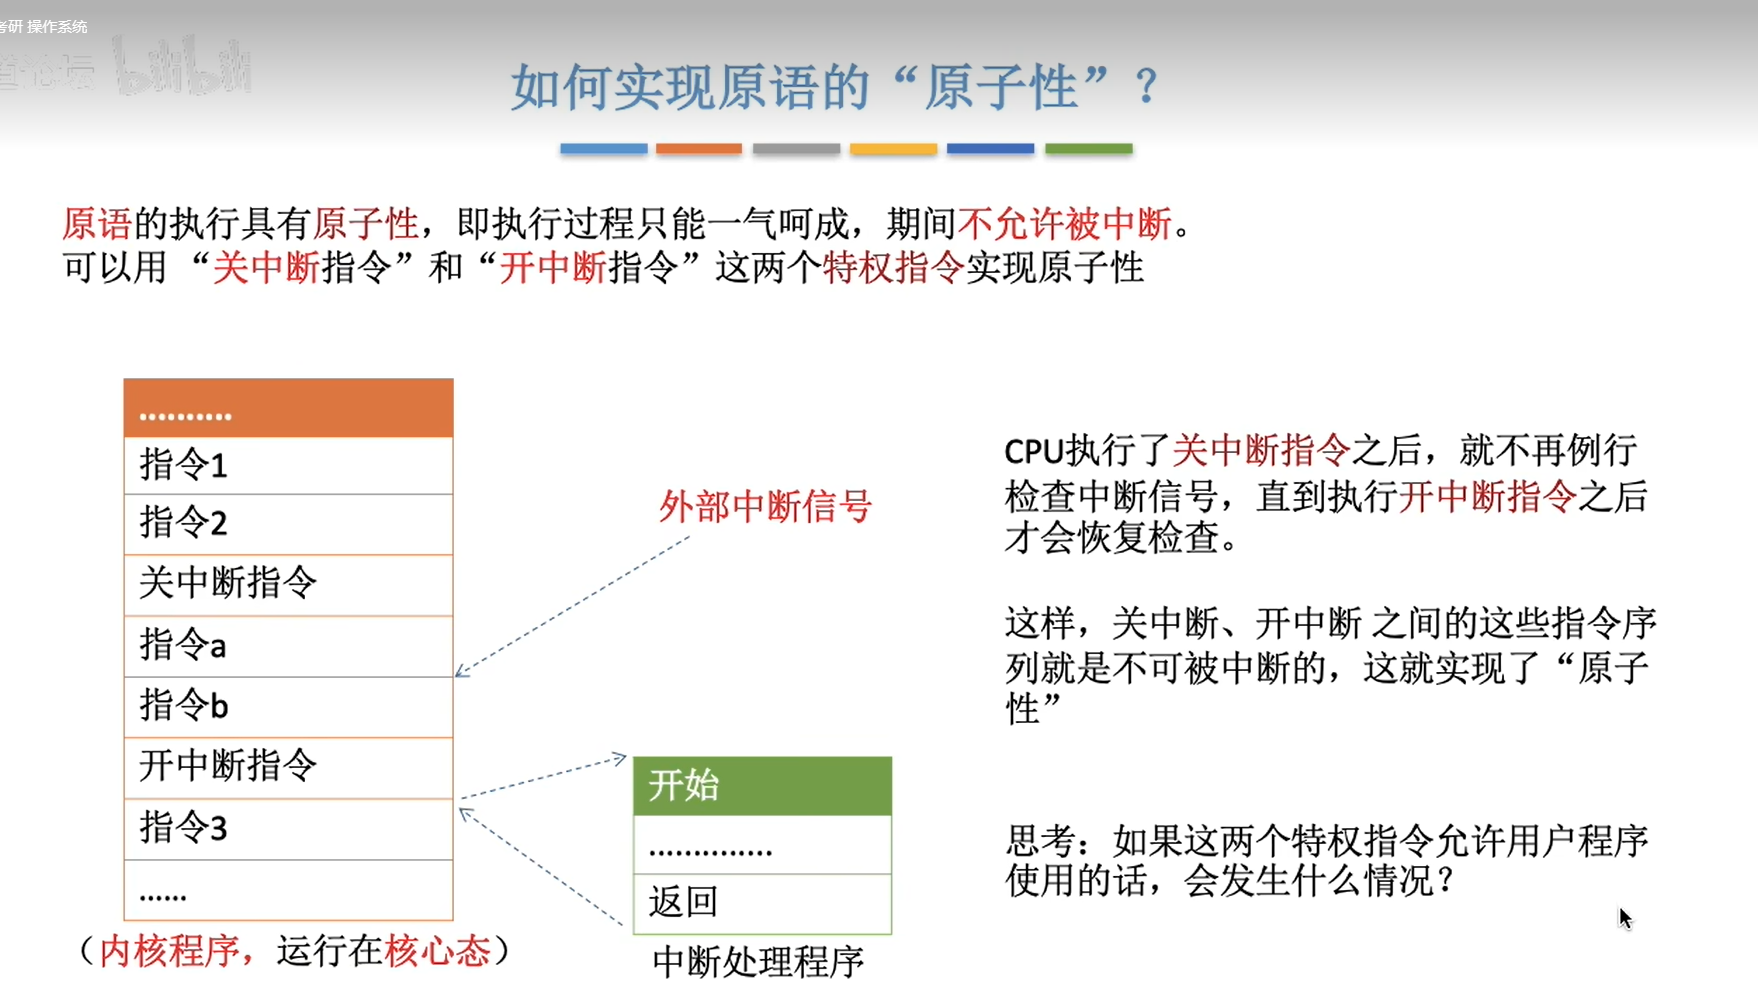 考研 操作系统
道论坛 bilibili
如何实现原语的“原子性”？
原语的执行具有原子性，即执行过程只能一气呵成，期间不允许被中断。
可以用 “关中断指令”和“开中断指令”这两个特权指令实现原子性
..........
指令1
指令2
关中断指令
指令a
指令b
开中断指令
指令3
......
（内核程序，运行在核心态）
外部中断信号
开始
..............
返回
中断处理程序
CPU执行了关中断指令之后，就不再例行
检查中断信号，直到执行开中断指令之后
才会恢复检查。
这样，关中断、开中断 之间的这些指令序
列就是不可被中断的，这就实现了“原子
性”
思考：如果这两个特权指令允许用户程序
使用的话，会发生什么情况？